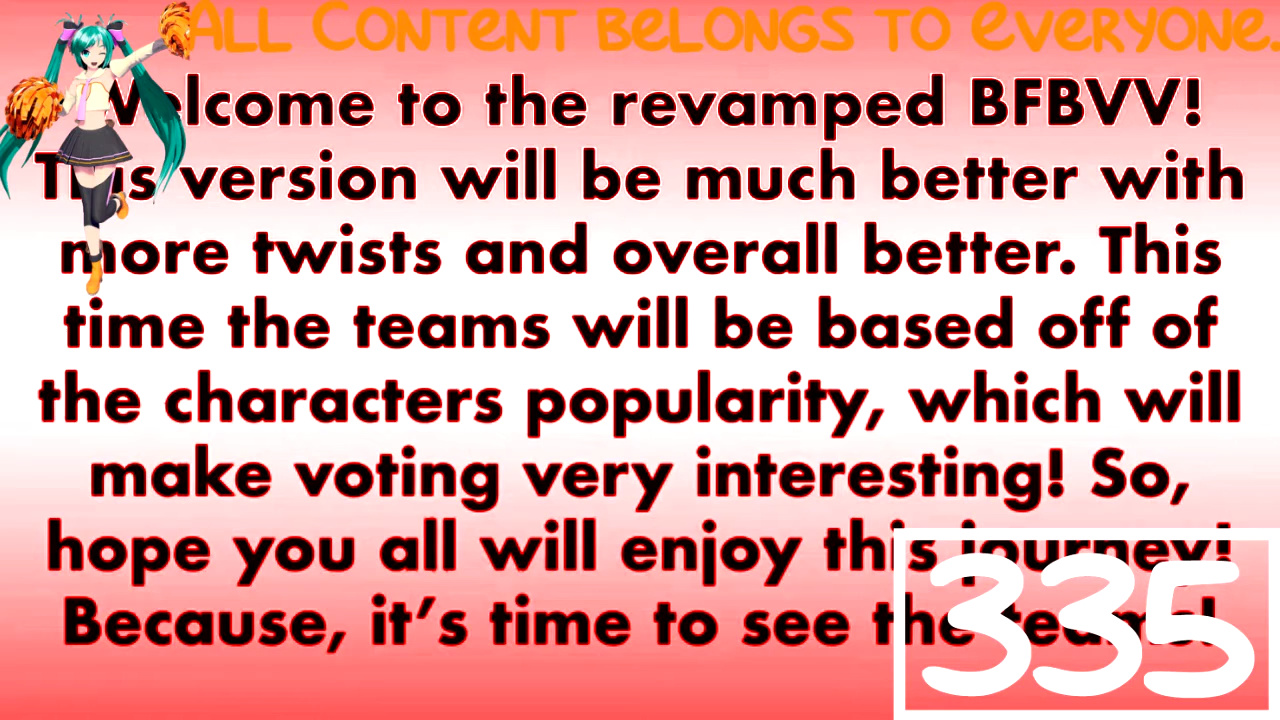 ALL CONTENT BELONGS TO EVERYONE.
Welcome to the revamped BFBVV!
This version will be much better with
more twists and overall better. This
time the teams will be based off of
the characters popularity, which will
make voting very interesting! So,
hope you all will enjoy this journey!
Because, it’s time to see the teams!
335